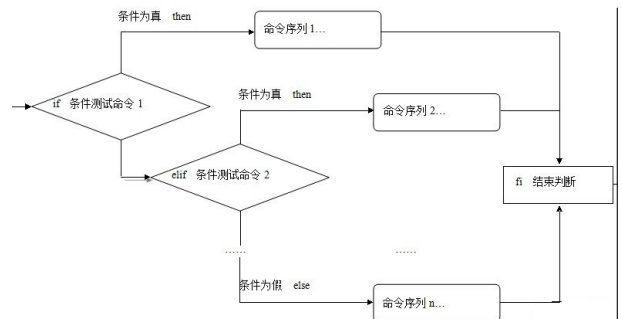 条件为真 then
命令序列 1…
if 条件测试命令 1
条件为真 then
命令序列 2…
elif 条件测试命令 2
fi 结束判断
…… ……
条件为假 else
命令序列 n…